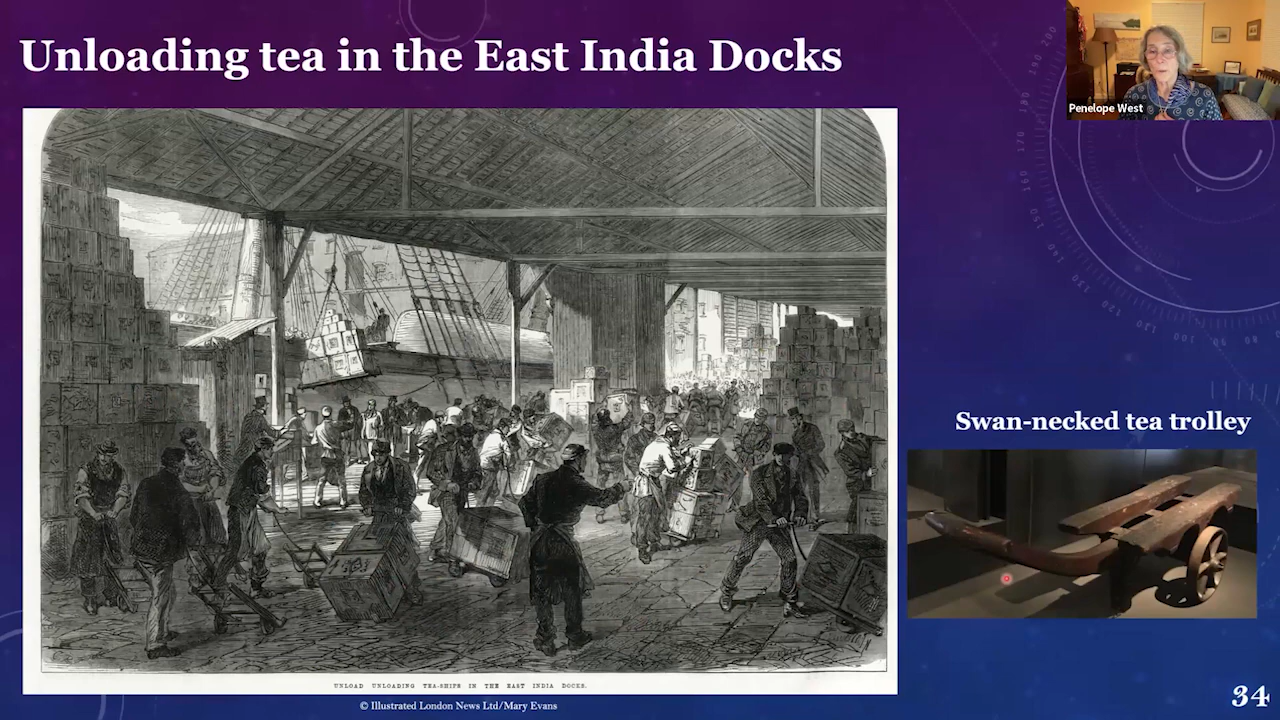 Unloading tea in the East India Docks
Penelope West
Swan-necked tea trolley
UNLOAD UNLOADING TEA-SHIPS IN THE EAST INDIA DOCKS.
© Illustrated London News Ltd/Mary Evans
34